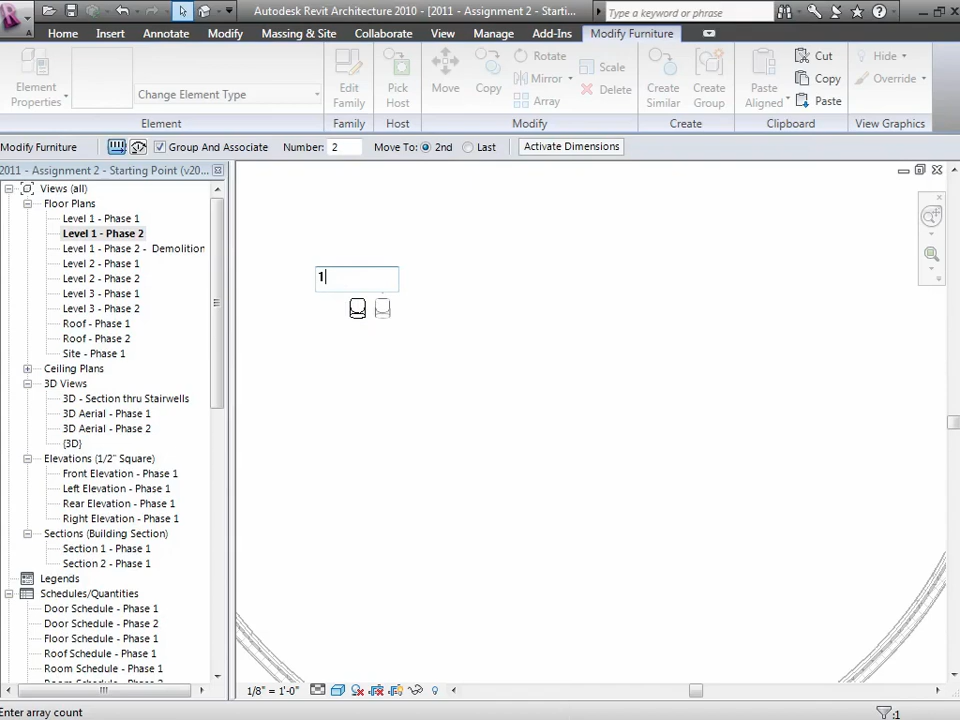 Autodesk Revit Architecture 2010 - [2011 - Assignment 2 - Starti...
Type a keyword or phrase
Home Insert Annotate Modify Massing & Site Collaborate View Manage Add-Ins Modify Furniture
Element Properties
Change Element Type
Edit Family
Pick Host
Move
Copy
Rotate
Mirror
Array
Scale
Delete
Create Similar
Create Group
Paste Aligned
Cut
Copy
Paste
Hide
Override
Element Family Host Modify Create Clipboard View Graphics
Modify Furniture Group And Associate Number: 2 Move To: 2nd Last Activate Dimensions
2011 - Assignment 2 - Starting Point (v20...
Views (all)
Floor Plans
Level 1 - Phase 1
Level 1 - Phase 2
Level 1 - Phase 2 - Demolition
Level 2 - Phase 1
Level 2 - Phase 2
Level 3 - Phase 1
Level 3 - Phase 2
Roof - Phase 1
Roof - Phase 2
Site - Phase 1
Ceiling Plans
3D Views
3D - Section thru Stairwells
3D Aerial - Phase 1
3D Aerial - Phase 2
{3D}
Elevations (1/2" Square)
Front Elevation - Phase 1
Left Elevation - Phase 1
Rear Elevation - Phase 1
Right Elevation - Phase 1
Sections (Building Section)
Section 1 - Phase 1
Section 2 - Phase 1
Legends
Schedules/Quantities
Door Schedule - Phase 1
Door Schedule - Phase 2
Floor Schedule - Phase 1
Roof Schedule - Phase 1
Room Schedule - Phase 1
1
1/8" = 1'-0"
Enter array count
:1